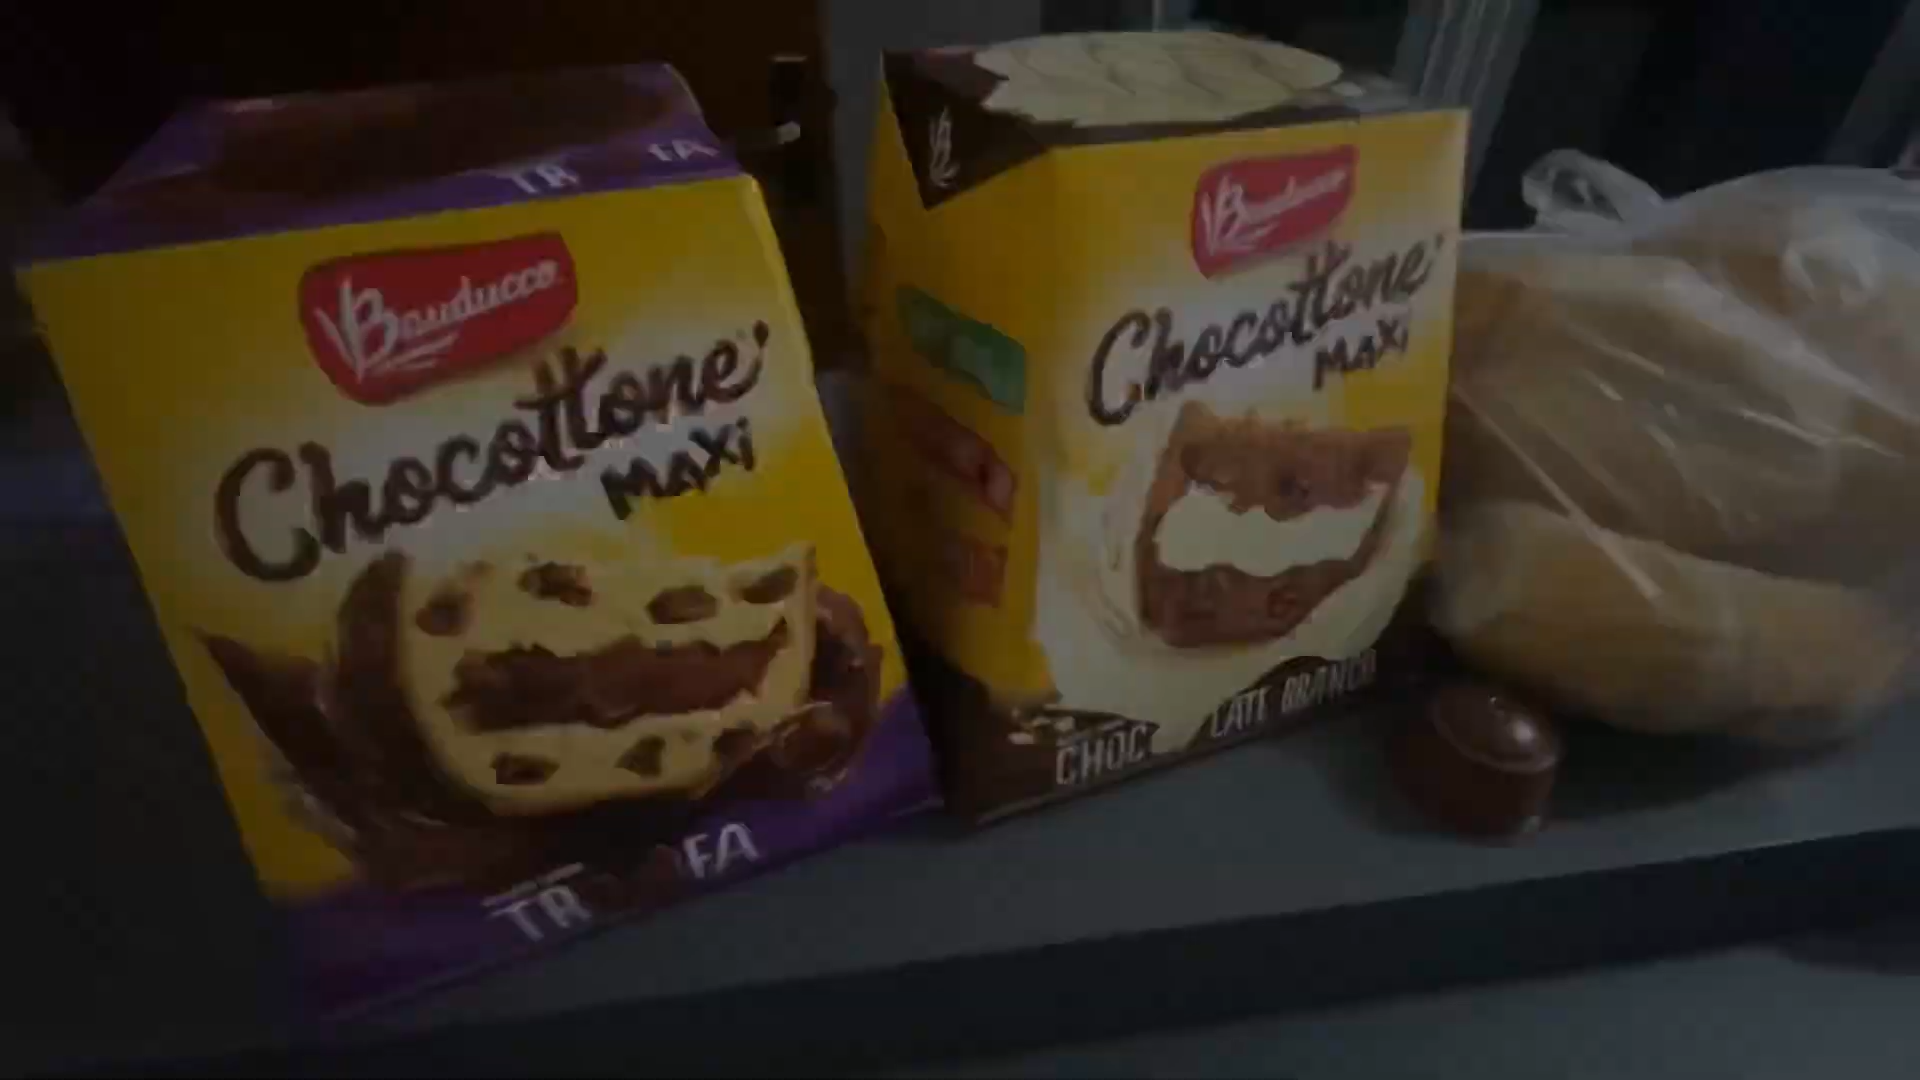 TR FA
Bauducco
Chocottone
MAXi
TR FA
Bauducco
Chocottone
MAXi
CHOC LATE BRANCO